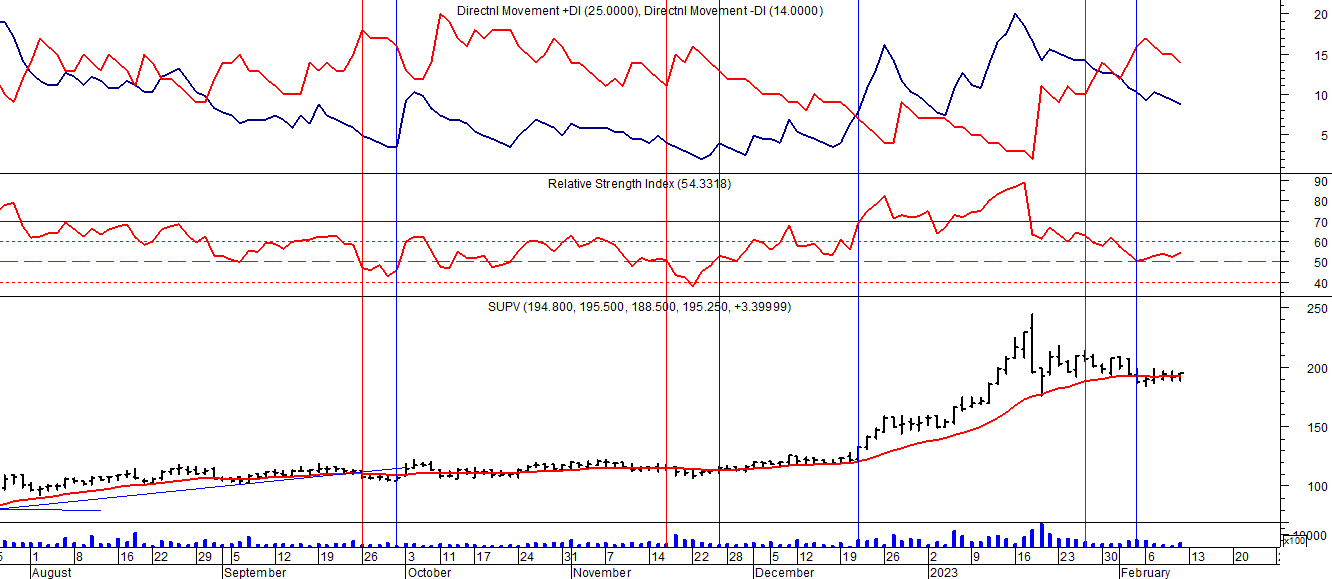 Directnl Movement +DI (25.0000), Directnl Movement -DI (14.0000)
20
15
10
5
Relative Strength Index (54.3318)
90
80
70
60
50
40
SUPV (194.800, 195.500, 188.500, 195.250, +3.39999)
250
200
150
100
10000
x100
1 8 16 22 29 5 12 19 26 3 11 17 24 31 7 14 22 28 5 12 19 26 2 9 16 23 30 6 13 20
August September October November December 2023 February